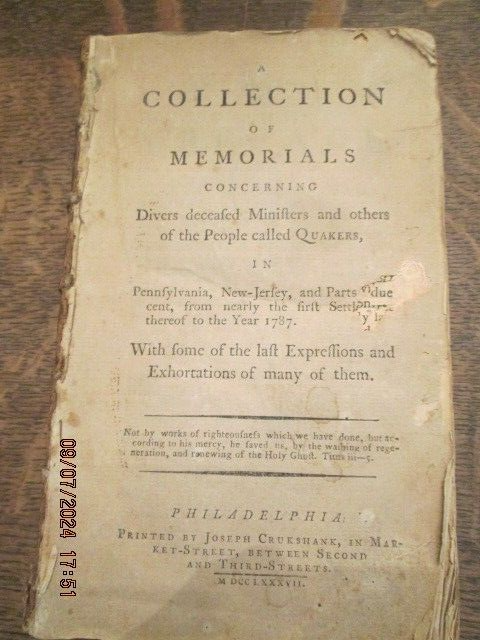 A
COLLECTION
OF
MEMORIALS
CONCERNING
Divers deceaſed Miniſters and others
of the People called QUAKERS,
IN
Pennſylvania, New-Jerſey, and Parts
cent, from nearly the firſt
thereof to the Year 1787.
With ſome of the laſt Expreſſions and
Exhortations of many of them.
Not by works of righteouſneſs which we have done, but ac-
cording to his mercy, he ſaved us, by the waſhing of rege-
neration, and renewing of the Holy Ghoſt. Titus iii—5.
PHILADELPHIA:
PRINTED BY JOSEPH CRUKSHANK, IN MAR-
KET-STREET, BETWEEN SECOND
AND THIRD-STREETS.
MDCCLXXXVII.
09/07/2024 17:51